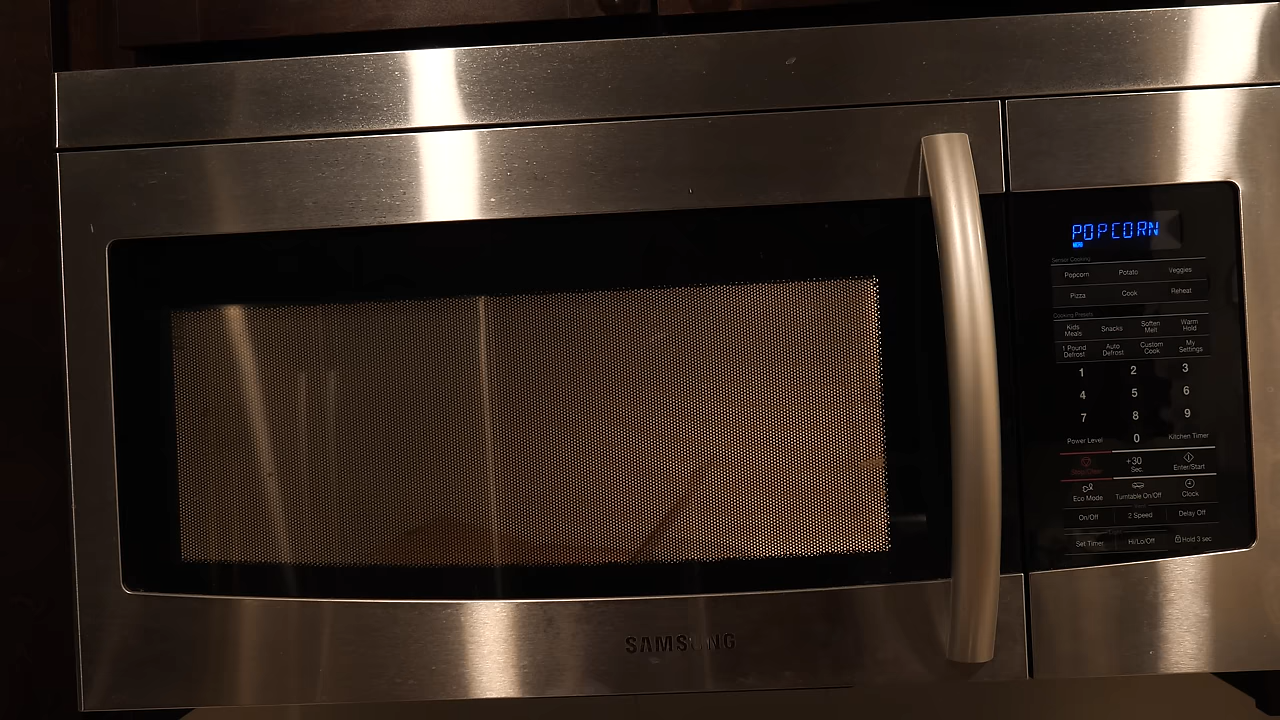 POPCORN
MICRO
Sensor Cooking
Popcorn Potato Veggies
Pizza Cook Reheat
Cooking Presets
Kids Meals Snacks Soften Melt Warm Hold
1 Pound Defrost Auto Defrost Custom Cook My Settings
1 2 3
4 5 6
7 8 9
Power Level 0 Kitchen Timer
Stop/Clear +30 Sec. Enter/Start
Eco Mode Turntable On/Off Clock
On/Off 2 Speed Delay Off
Set Timer Hi/Lo/Off Hold 3 sec
SAMSUNG